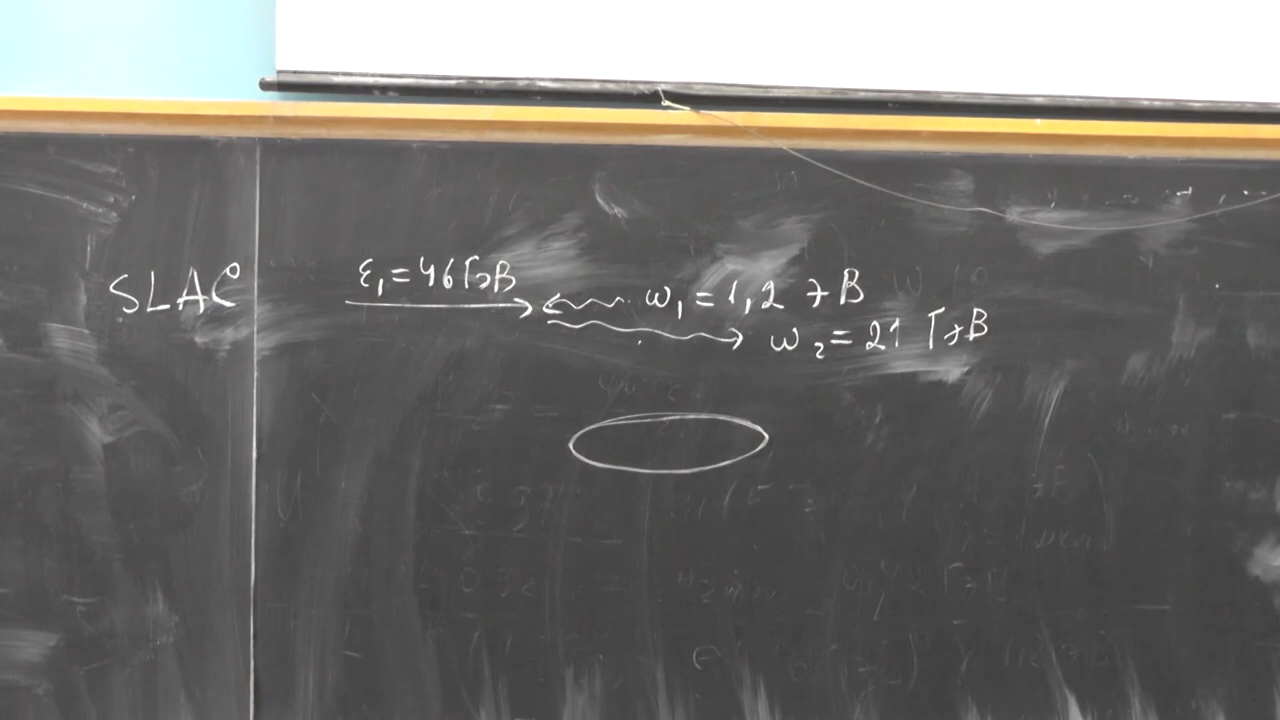 SLAC
ε₁ = 46 ГэВ
ω₁ = 1,2 эВ
ω₂ = 21 ГэВ